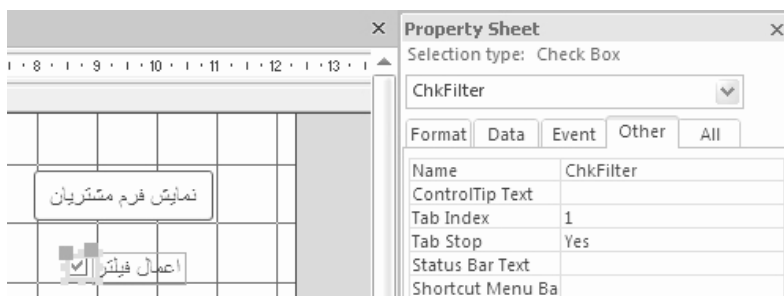 Property Sheet
Selection type: Check Box
ChkFilter
Format Data Event Other All
Name ChkFilter
ControlTip Text
Tab Index 1
Tab Stop Yes
Status Bar Text
Shortcut Menu Ba
8 9 10 11 12 13
نمایش فرم مشتریان
اعمال فیلتر